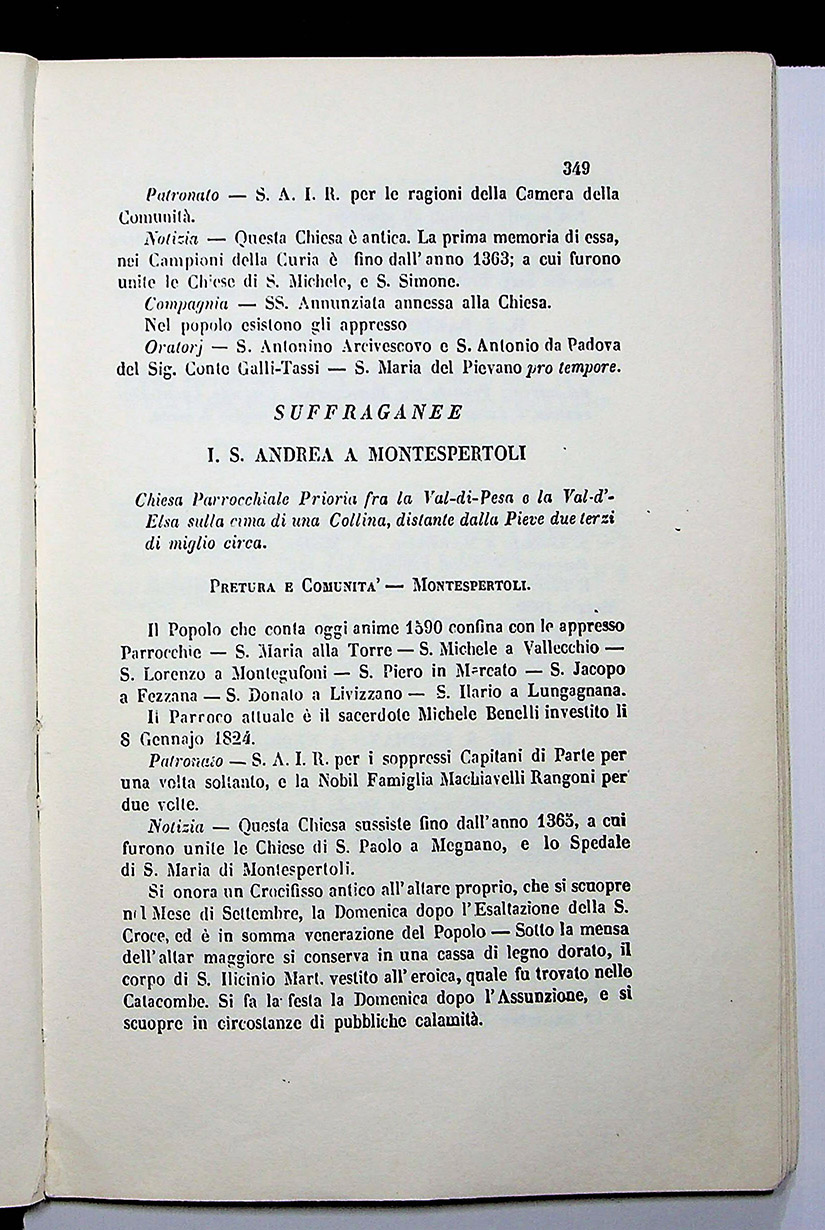 349
Patronato — S. A. I. R. per le ragioni della Camera della
Comunità.
Notizia — Questa Chiesa è antica. La prima memoria di essa,
nei Campioni della Curia è fino dall'anno 1363; a cui furono
unite le Chiese di S. Michele, e S. Simone.
Compagnia — SS. Annunziata annessa alla Chiesa.
Nel popolo esistono gli appresso
Oratorj — S. Antonino Arcivescovo e S. Antonio da Padova
del Sig. Conte Galli-Tassi — S. Maria del Pievano pro tempore.
SUFFRAGANEE
I. S. ANDREA A MONTESPERTOLI
Chiesa Parrocchiale Prioria fra la Val-di-Pesa e la Val-d'-
Elsa sulla cima di una Collina, distante dalla Pieve due terzi
di miglio circa.
PRETURA E COMUNITA' — MONTESPERTOLI.
Il Popolo che conta oggi anime 1590 confina con le appresso
Parrocchie — S. Maria alla Torre — S. Michele a Vallecchio —
S. Lorenzo a Montegufoni — S. Piero in Mercato — S. Jacopo
a Fezzana — S. Donato a Livizzano — S. Ilario a Lungagnana.
Il Parroco attuale è il sacerdote Michele Benelli investito li
8 Gennajo 1824.
Patronato — S. A. I. R. per i soppressi Capitani di Parte per
una volta soltanto, e la Nobil Famiglia Machiavelli Rangoni per
due volte.
Notizia — Questa Chiesa sussiste fino dall'anno 1363, a cui
furono unite le Chiese di S. Paolo a Megnano, e lo Spedale
di S. Maria di Montespertoli.
Si onora un Crocifisso antico all'altare proprio, che si scuopre
nel Mese di Settembre, la Domenica dopo l'Esaltazione della S.
Croce, ed è in somma venerazione del Popolo — Sotto la mensa
dell'altar maggiore si conserva in una cassa di legno dorato, il
corpo di S. Ilicinio Mart. vestito all'eroica, quale fu trovato nelle
Catacombe. Si fa la festa la Domenica dopo l'Assunzione, e si
scuopre in circostanze di pubbliche calamità.